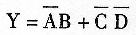 Y = A̅B + C̅ D̅